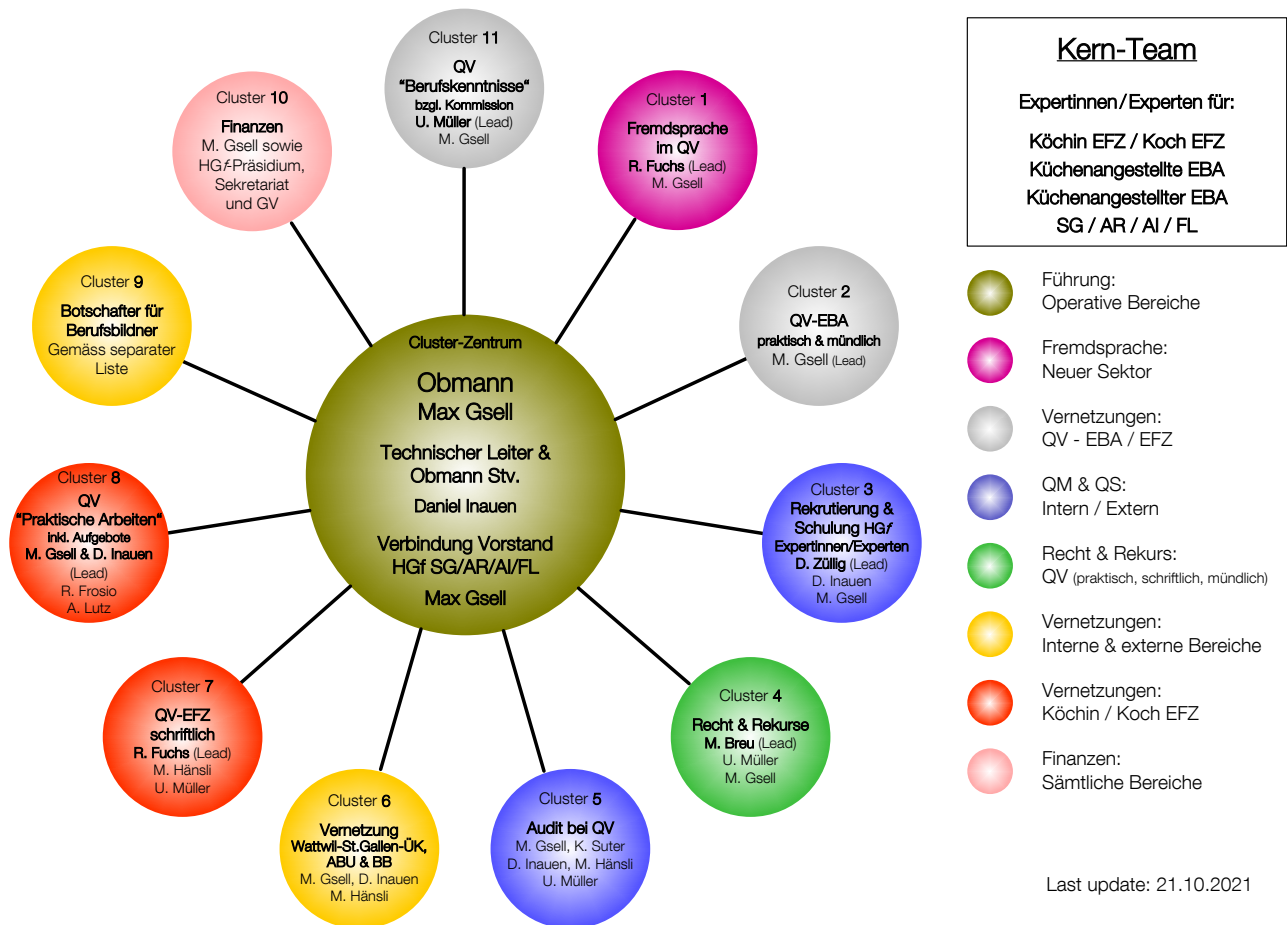 Cluster 11
QV
"Berufskenntnisse"
bzgl. Kommission
U. Müller (Lead)
M. Gsell
Cluster 10
Finanzen
M. Gsell sowie
HGf-Präsidium,
Sekretariat
und GV
Cluster 1
Fremdsprache
im QV
R. Fuchs (Lead)
M. Gsell
Cluster 9
Botschafter für
Berufsbildner
Gemäss separater
Liste
Cluster 2
QV-EBA
praktisch & mündlich
M. Gsell (Lead)
Cluster-Zentrum
Obmann
Max Gsell
Technischer Leiter &
Obmann Stv.
Daniel Inauen
Verbindung Vorstand
HGf SG/AR/AI/FL
Max Gsell
Cluster 8
QV
"Praktische Arbeiten"
inkl. Aufgebote
M. Gsell & D. Inauen
(Lead)
R. Frosio
A. Lutz
Cluster 3
Rekrutierung &
Schulung HGf
Expertinnen/Experten
D. Züllig (Lead)
D. Inauen
M. Gsell
Cluster 7
QV-EFZ
schriftlich
R. Fuchs (Lead)
M. Hänsli
U. Müller
Cluster 4
Recht & Rekurse
M. Breu (Lead)
U. Müller
M. Gsell
Cluster 6
Vernetzung
Wattwil-St.Gallen-ÜK,
ABU & BB
M. Gsell, D. Inauen
M. Hänsli
Cluster 5
Audit bei QV
M. Gsell, K. Suter
D. Inauen, M. Hänsli
U. Müller
Kern-Team
Expertinnen/Experten für:
Köchin EFZ / Koch EFZ
Küchenangestellte EBA
Küchenangestellter EBA
SG / AR / AI / FL
Führung:
Operative Bereiche
Fremdsprache:
Neuer Sektor
Vernetzungen:
QV - EBA / EFZ
QM & QS:
Intern / Extern
Recht & Rekurs:
QV (praktisch, schriftlich, mündlich)
Vernetzungen:
Interne & externe Bereiche
Vernetzungen:
Köchin / Koch EFZ
Finanzen:
Sämtliche Bereiche
Last update: 21.10.2021